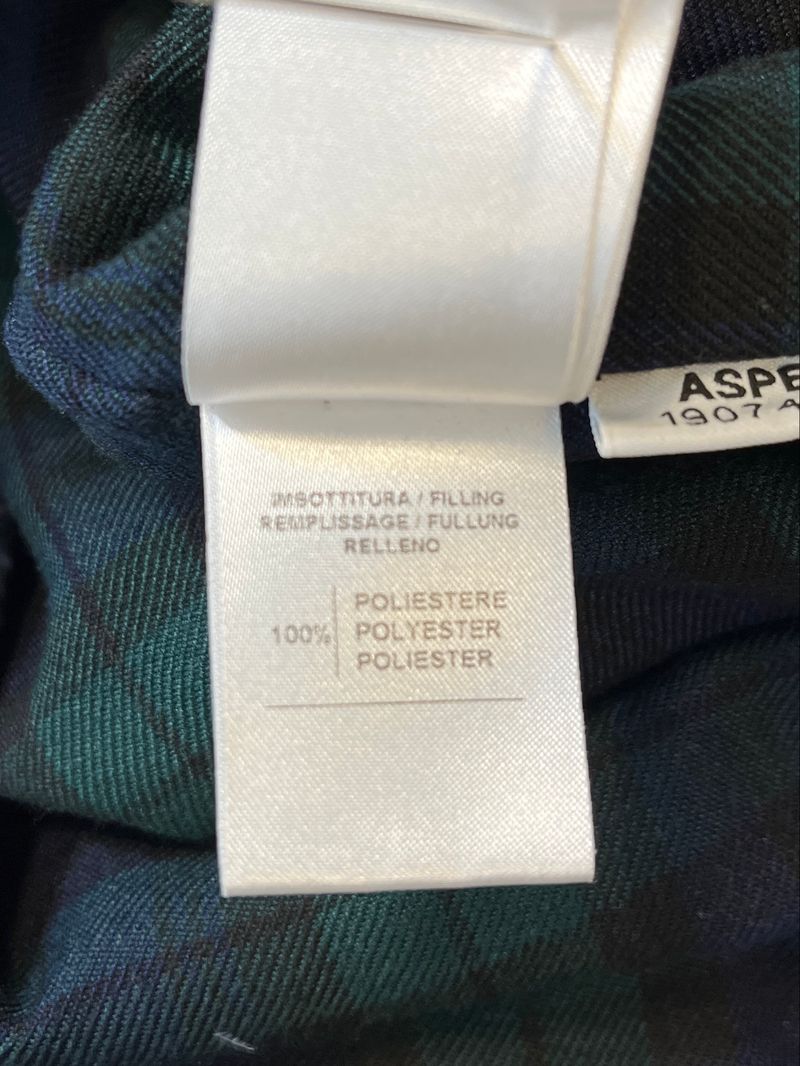 ASPE
1907 A
IMBOTTITURA / FILLING
REMPLISSAGE / FULLUNG
RELLENO
100%
POLIESTERE
POLYESTER
POLIESTER